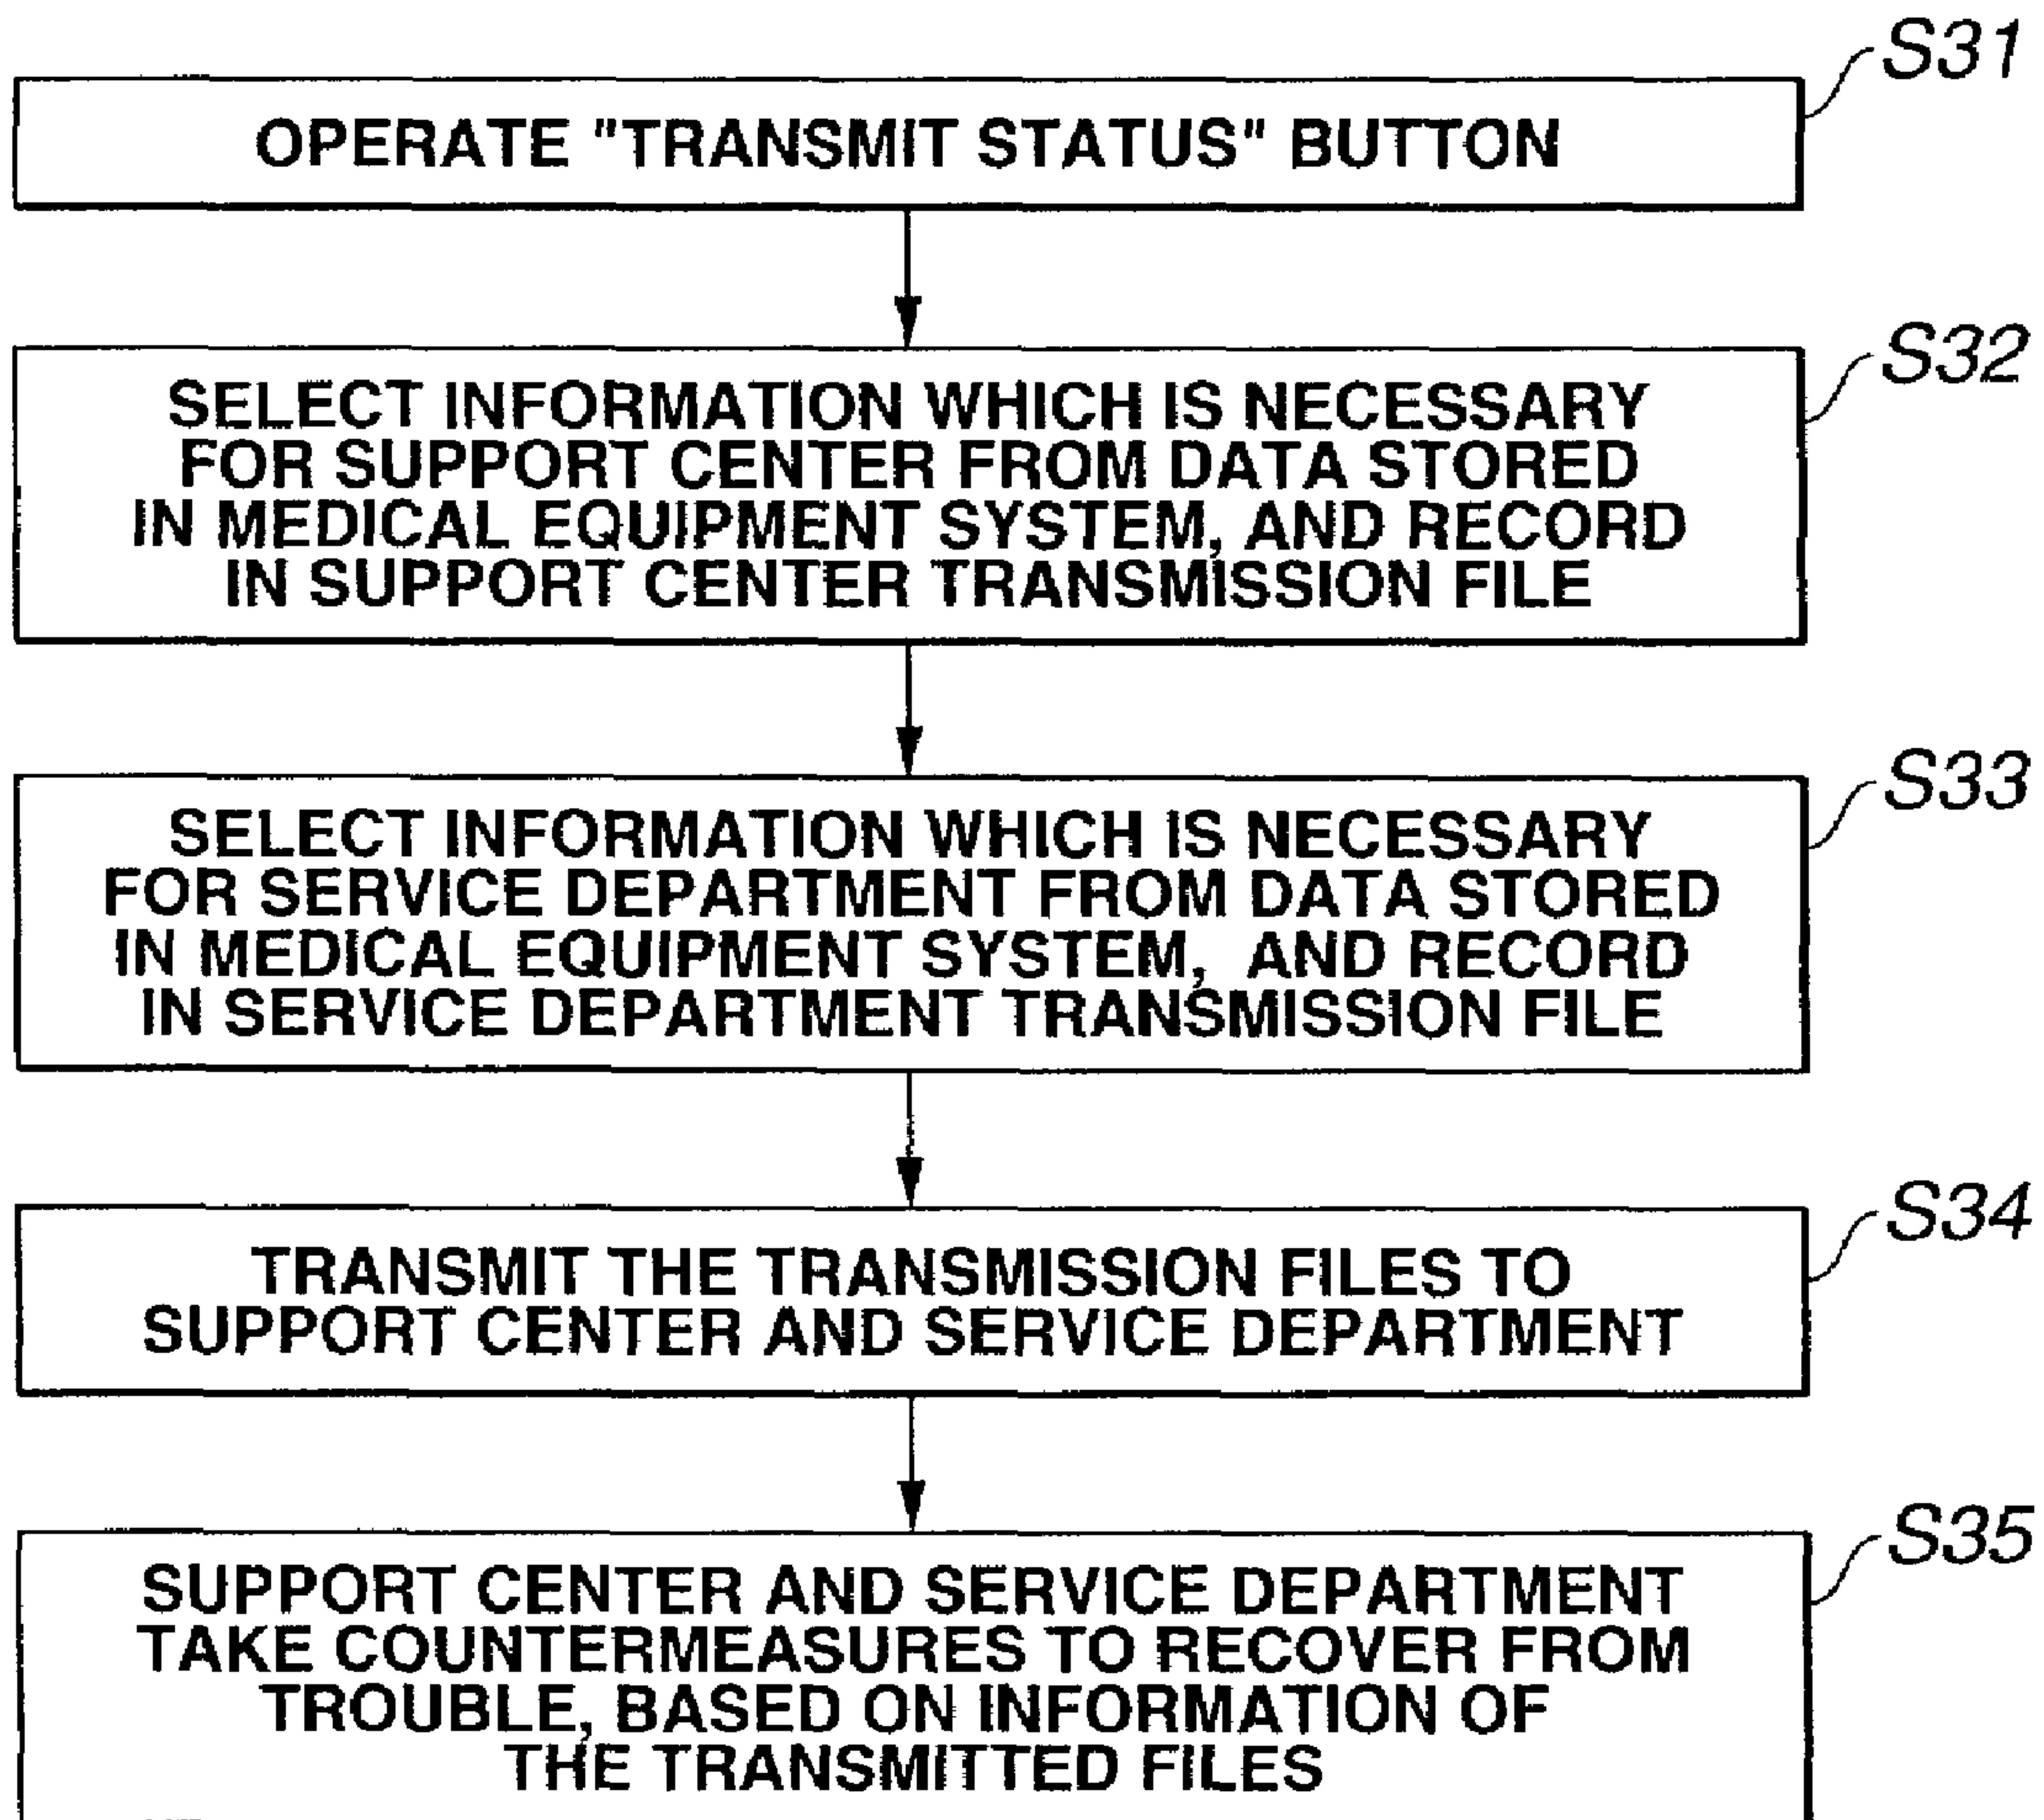 S31
OPERATE "TRANSMIT STATUS" BUTTON
S32
SELECT INFORMATION WHICH IS NECESSARY
FOR SUPPORT CENTER FROM DATA STORED
IN MEDICAL EQUIPMENT SYSTEM, AND RECORD
IN SUPPORT CENTER TRANSMISSION FILE
S33
SELECT INFORMATION WHICH IS NECESSARY
FOR SERVICE DEPARTMENT FROM DATA STORED
IN MEDICAL EQUIPMENT SYSTEM, AND RECORD
IN SERVICE DEPARTMENT TRANSMISSION FILE
S34
TRANSMIT THE TRANSMISSION FILES TO
SUPPORT CENTER AND SERVICE DEPARTMENT
S35
SUPPORT CENTER AND SERVICE DEPARTMENT
TAKE COUNTERMEASURES TO RECOVER FROM
TROUBLE, BASED ON INFORMATION OF
THE TRANSMITTED FILES